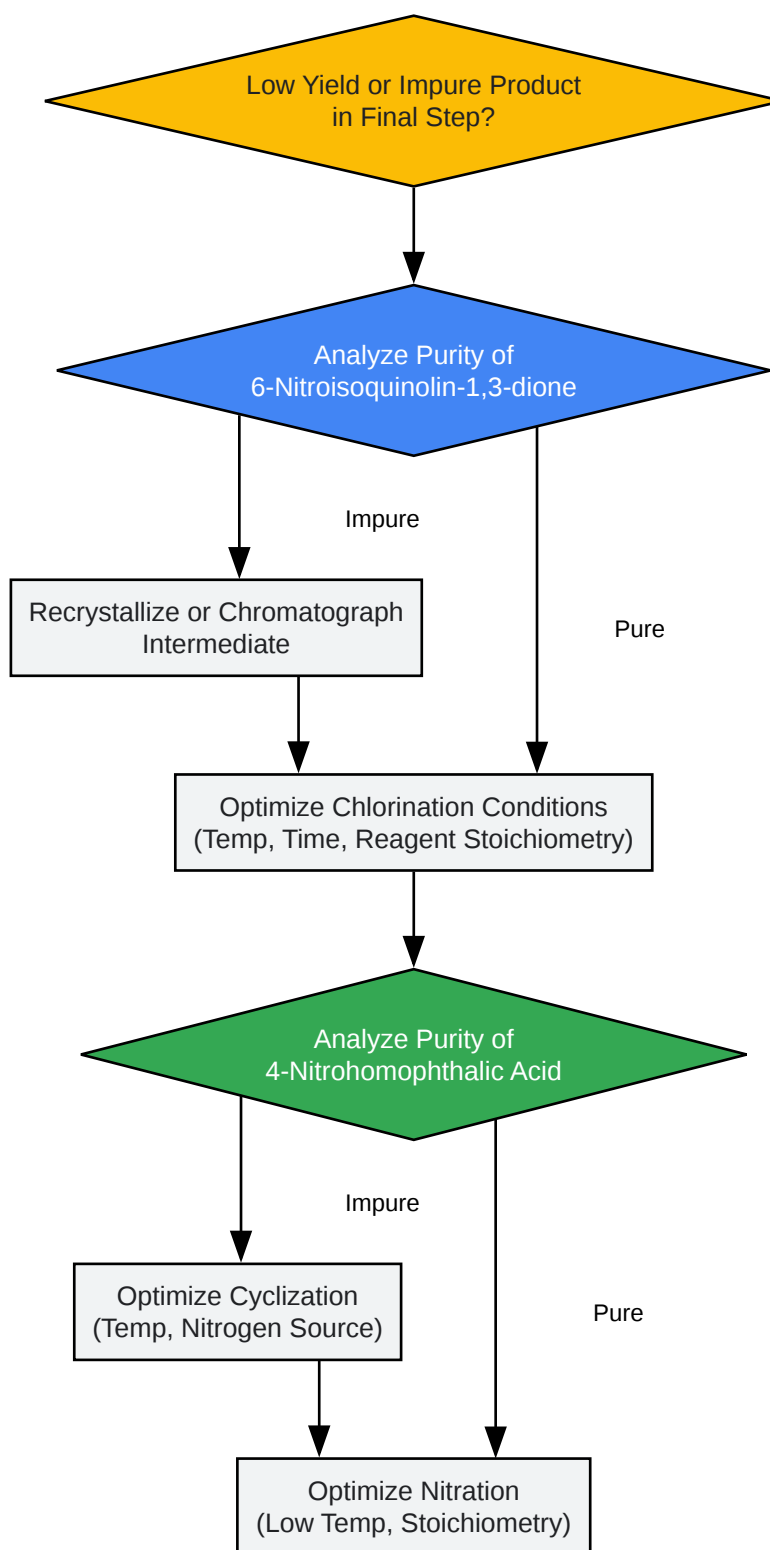 Low Yield or Impure Product
in Final Step?
Analyze Purity of
6-Nitroisoquinolin-1,3-dione
Impure
Recrystallize or Chromatograph
Intermediate
Pure
Optimize Chlorination Conditions
(Temp, Time, Reagent Stoichiometry)
Analyze Purity of
4-Nitrohomophthalic Acid
Impure
Optimize Cyclization
(Temp, Nitrogen Source)
Pure
Optimize Nitration
(Low Temp, Stoichiometry)